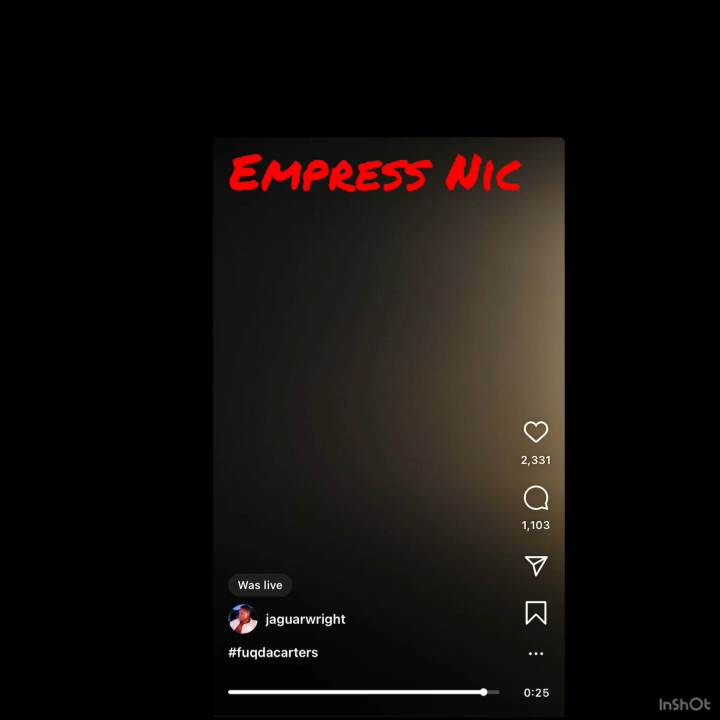 EMPRESS NIC
2,331
1,103
Was live
jaguarwright
#fuqdacarters
0:25
InShOt